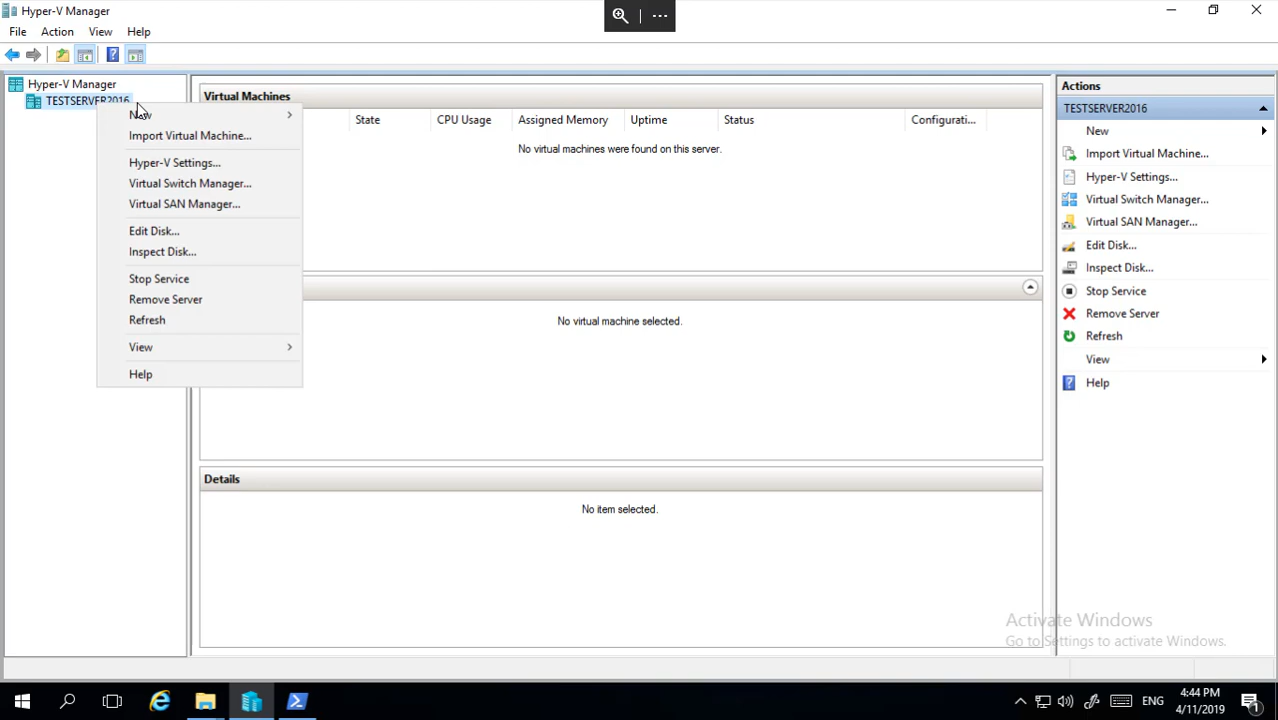 Hyper-V Manager
File Action View Help
Hyper-V Manager
TESTSERVER2016
New
Import Virtual Machine...
Hyper-V Settings...
Virtual Switch Manager...
Virtual SAN Manager...
Edit Disk...
Inspect Disk...
Stop Service
Remove Server
Refresh
View
Help
Virtual Machines
State CPU Usage Assigned Memory Uptime Status Configurati...
No virtual machines were found on this server.
No virtual machine selected.
Details
No item selected.
Actions
TESTSERVER2016
New
Import Virtual Machine...
Hyper-V Settings...
Virtual Switch Manager...
Virtual SAN Manager...
Edit Disk...
Inspect Disk...
Stop Service
Remove Server
Refresh
View
Help
Activate Windows
Go to Settings to activate Windows.
ENG
4:44 PM
4/11/2019
1